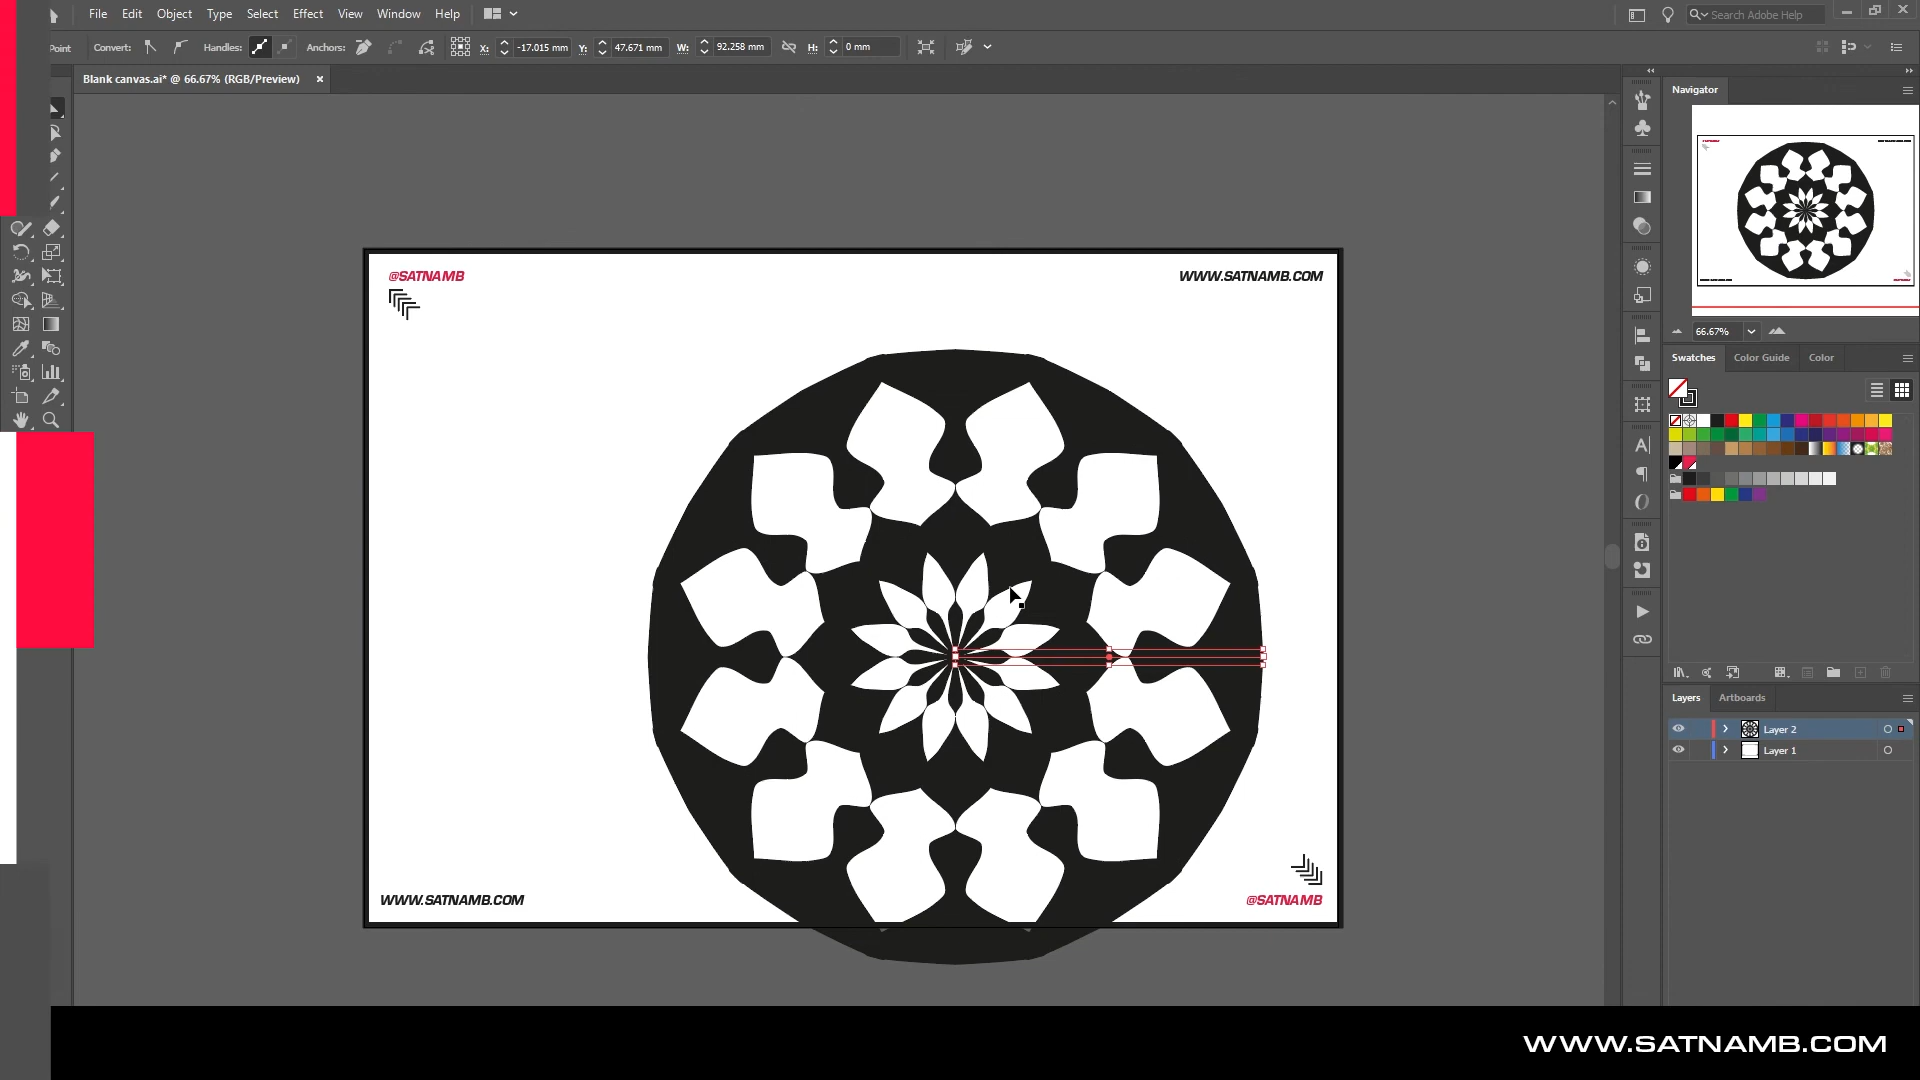 File Edit Object Type Select Effect View Window Help
Search Adobe Help
Point Convert: Handles: Anchors: X: -17.015 mm Y: 47.671 mm W: 92.258 mm H: 0 mm
Blank canvas.ai* @ 66.67% (RGB/Preview)
Navigator
@SATNAMB
WWW.SATNAMB.COM
66.67%
Swatches Color Guide Color
Layers Artboards
Layer 2
Layer 1
WWW.SATNAMB.COM
@SATNAMB
WWW.SATNAMB.COM